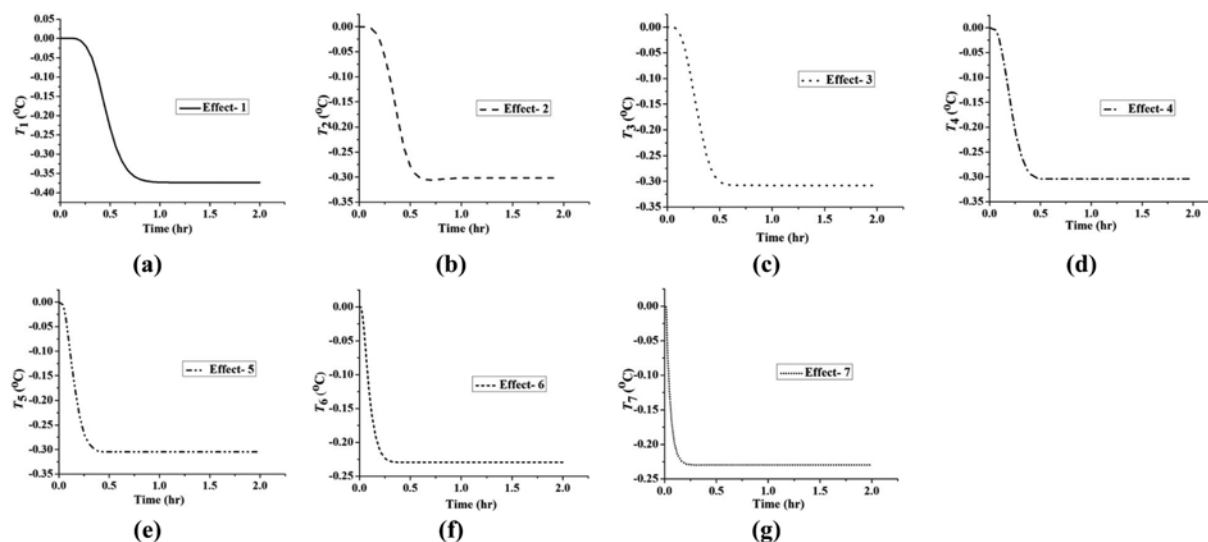 0.05
0.00
-0.05
-0.10
-0.15
-0.20
-0.25
-0.30
-0.35
-0.40
T1 (OC)
Effect- 1
0.0 0.5 1.0 1.5 2.0
Time (hr)
(a)
0.00
-0.05
-0.10
-0.15
-0.20
-0.25
-0.30
-0.35
T2 (OC)
Effect- 2
0.0 0.5 1.0 1.5 2.0
Time (hr)
(b)
0.00
-0.05
-0.10
-0.15
-0.20
-0.25
-0.30
-0.35
T3 (OC)
Effect- 3
0.0 0.5 1.0 1.5 2.0
Time (hr)
(c)
0.00
-0.05
-0.10
-0.15
-0.20
-0.25
-0.30
-0.35
T4 (OC)
Effect- 4
0.0 0.5 1.0 1.5 2.0
Time (hr)
(d)
0.00
-0.05
-0.10
-0.15
-0.20
-0.25
-0.30
-0.35
T5 (OC)
Effect- 5
0.0 0.5 1.0 1.5 2.0
Time (hr)
(e)
0.00
-0.05
-0.10
-0.15
-0.20
-0.25
T6 (OC)
Effect- 6
0.0 0.5 1.0 1.5 2.0
Time (hr)
(f)
0.00
-0.05
-0.10
-0.15
-0.20
-0.25
T7 (OC)
Effect- 7
0.0 0.5 1.0 1.5 2.0
Time (hr)
(g)